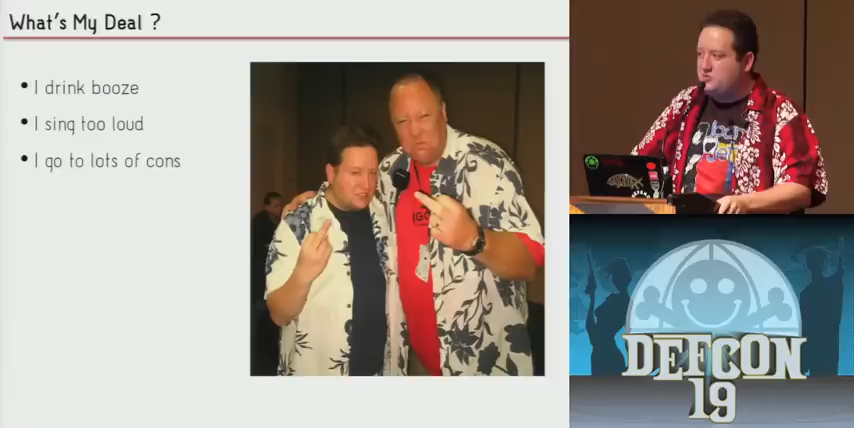 What's My Deal ?
I drink booze
I sing too loud
I go to lots of cons
DEFCON
19